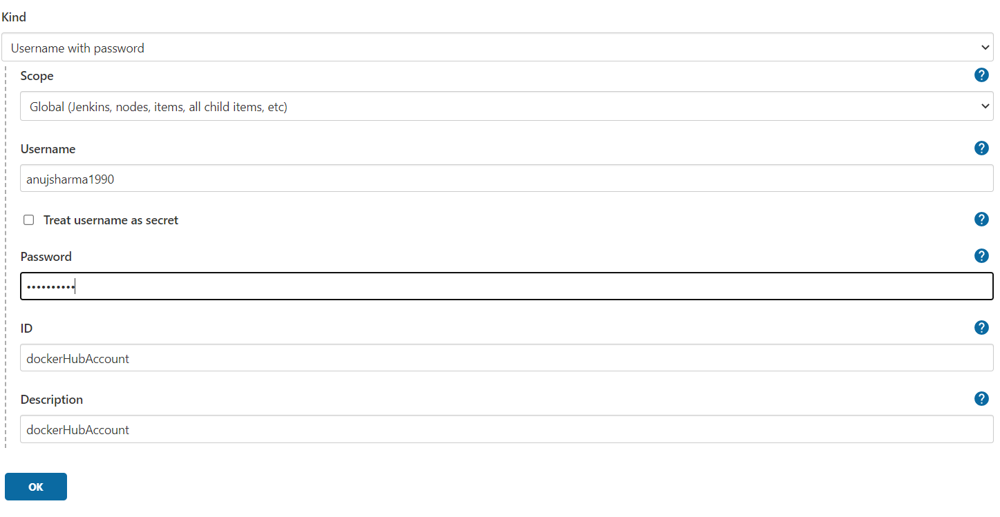 Kind
Username with password
Scope
?
Global (Jenkins, nodes, items, all child items, etc)
Username
?
anujsharma1990
Treat username as secret
?
Password
?
••••••••••
ID
?
dockerHubAccount
Description
?
dockerHubAccount
OK